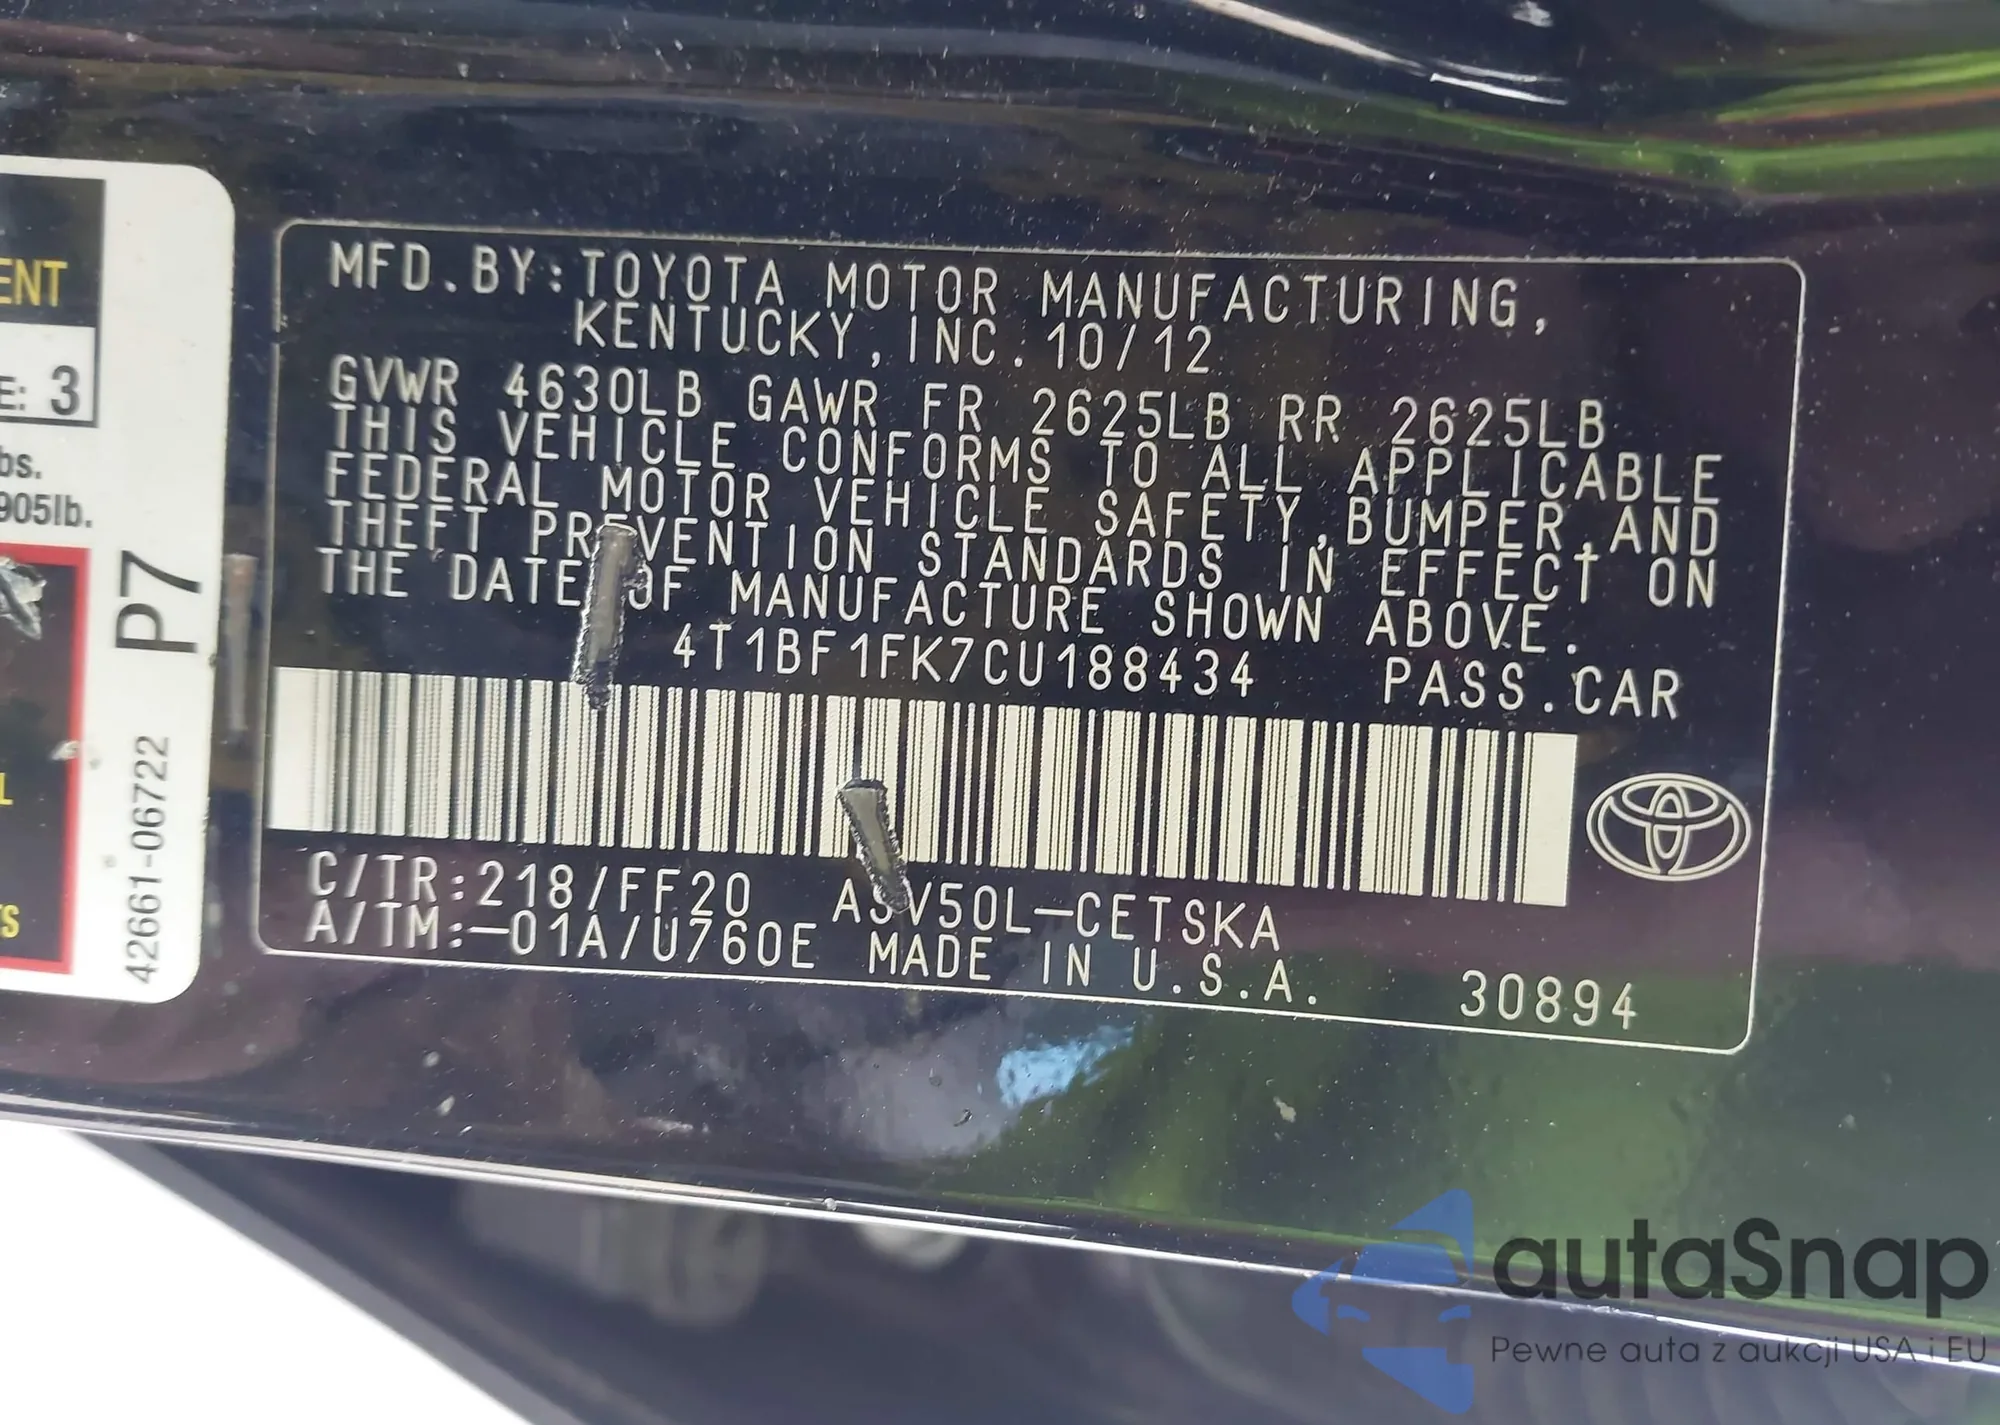 ENT
E: 3
bs.
905lb.
L
TS
P7
42661-06722
MFD.BY:TOYOTA MOTOR MANUFACTURING,
KENTUCKY,INC.10/12
GVWR 4630LB GAWR FR 2625LB RR 2625LB
THIS VEHICLE CONFORMS TO ALL APPLICABLE
FEDERAL MOTOR VEHICLE SAFETY,BUMPER,AND
THEFT PREVENTION STANDARDS IN EFFECT ON
THE DATE OF MANUFACTURE SHOWN ABOVE.
4T1BF1FK7CU188434 PASS.CAR
C/TR:218/FF20 ASV50L-CETSKA
A/TM:-01A/U760E MADE IN U.S.A. 30894
autaSnap
Pewne auta z aukcji USA i EU